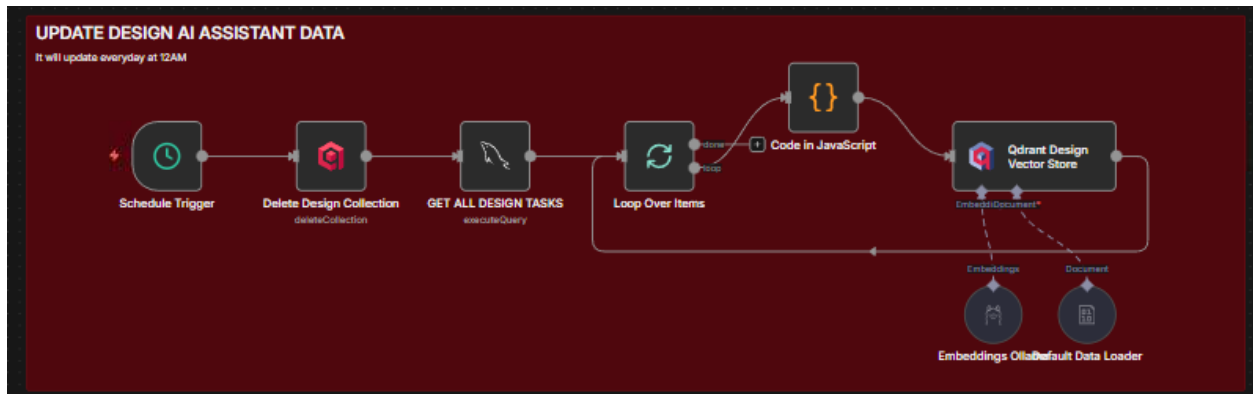 UPDATE DESIGN AI ASSISTANT DATA
It will update everyday at 12AM
Schedule Trigger
Delete Design Collection
deleteCollection
GET ALL DESIGN TASKS
executeQuery
Loop Over Items
done
loop
{}
Code in JavaScript
Qdrant Design
Vector Store
Document*
Embeddings
Document
Embeddings
Default Data Loader